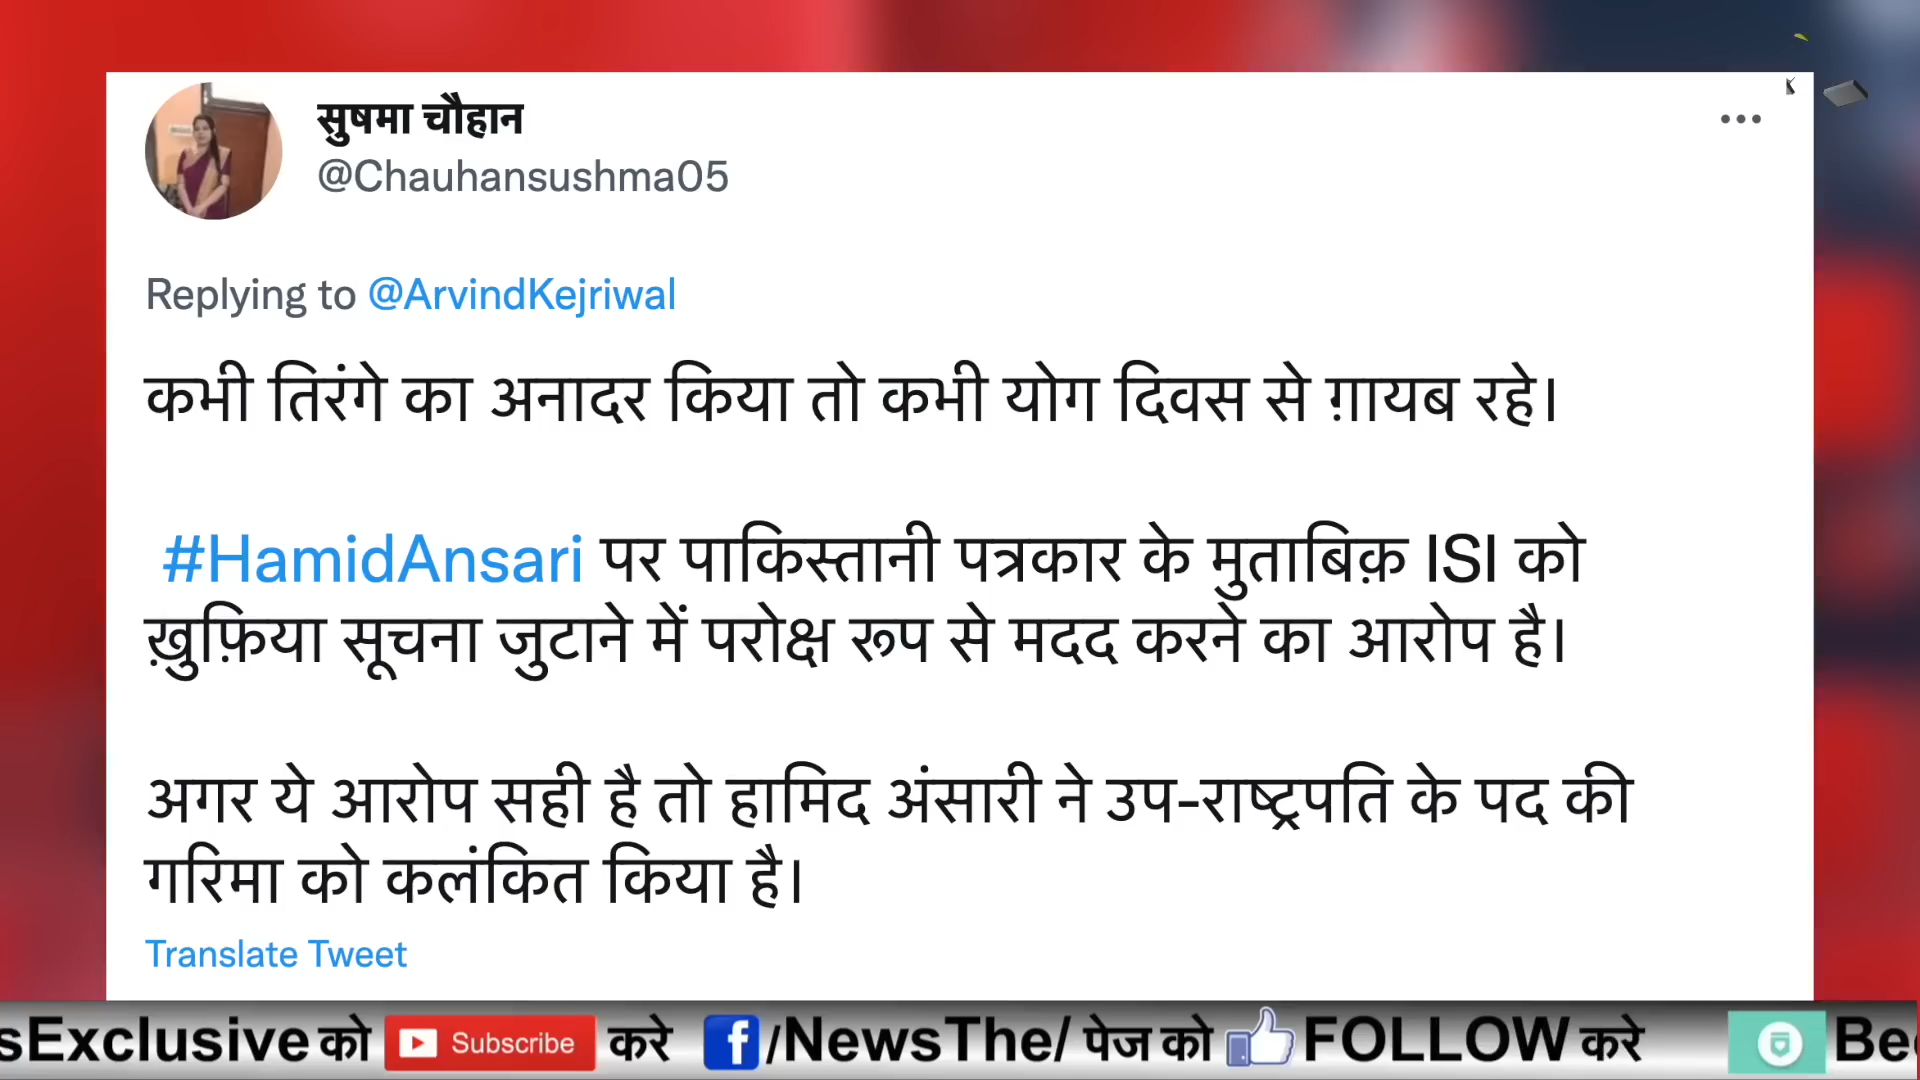 सुषमा चौहान
@Chauhansushma05
Replying to @ArvindKejriwal
कभी तिरंगे का अनादर किया तो कभी योग दिवस से ग़ायब रहे।
#HamidAnsari पर पाकिस्तानी पत्रकार के मुताबिक़ ISI को
ख़ुफ़िया सूचना जुटाने में परोक्ष रूप से मदद करने का आरोप है।
अगर ये आरोप सही है तो हामिद अंसारी ने उप-राष्ट्रपति के पद की
गरिमा को कलंकित किया है।
Translate Tweet
sExclusive को Subscribe करे f/NewsThe/ पेज को FOLLOW करे